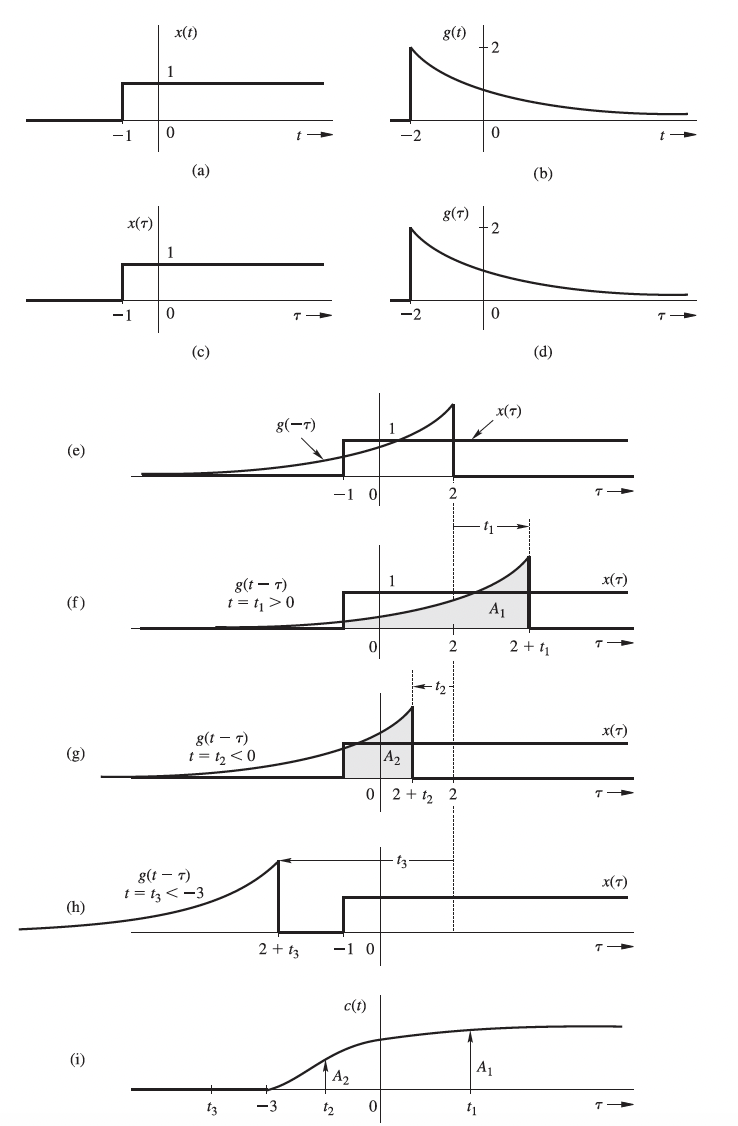 x(t)
1
−1 0 t
(a)
g(t)
2
−2 0 t
(b)
x(τ)
1
−1 0 τ
(c)
g(τ)
2
−2 0 τ
(d)
(e)
g(−τ)
1
x(τ)
−1 0 2 τ
t₁
(f)
g(t − τ)
t = t₁ > 0
1
A₁
x(τ)
0 2 2 + t₁ τ
t₂
(g)
g(t − τ)
t = t₂ < 0
A₂
x(τ)
0 2 + t₂ 2 τ
t₃
(h)
g(t − τ)
t = t₃ < −3
x(τ)
2 + t₃ −1 0 τ
c(t)
(i)
A₂
A₁
t₃ −3 t₂ 0 t₁ τ